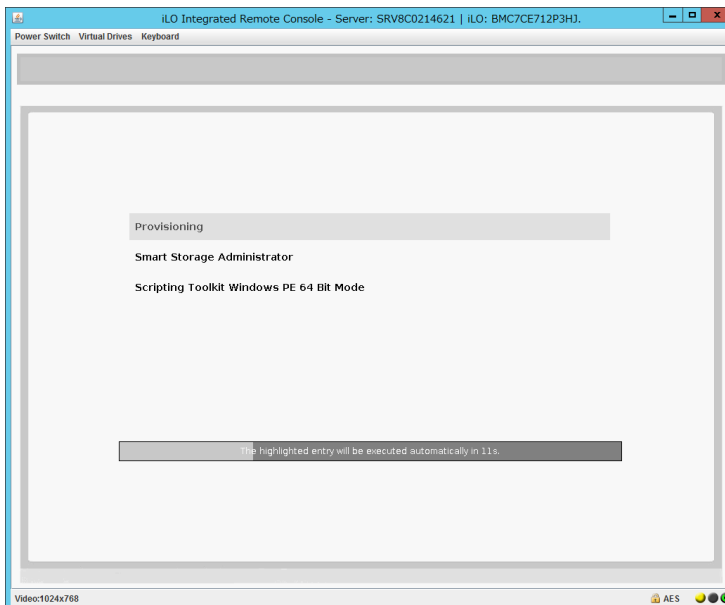 iLO Integrated Remote Console - Server: SRV8C0214621 | iLO: BMC7CE712P3HJ.
Power Switch Virtual Drives Keyboard
Provisioning
Smart Storage Administrator
Scripting Toolkit Windows PE 64 Bit Mode
The highlighted entry will be executed automatically in 11s.
Video:1024x768 AES